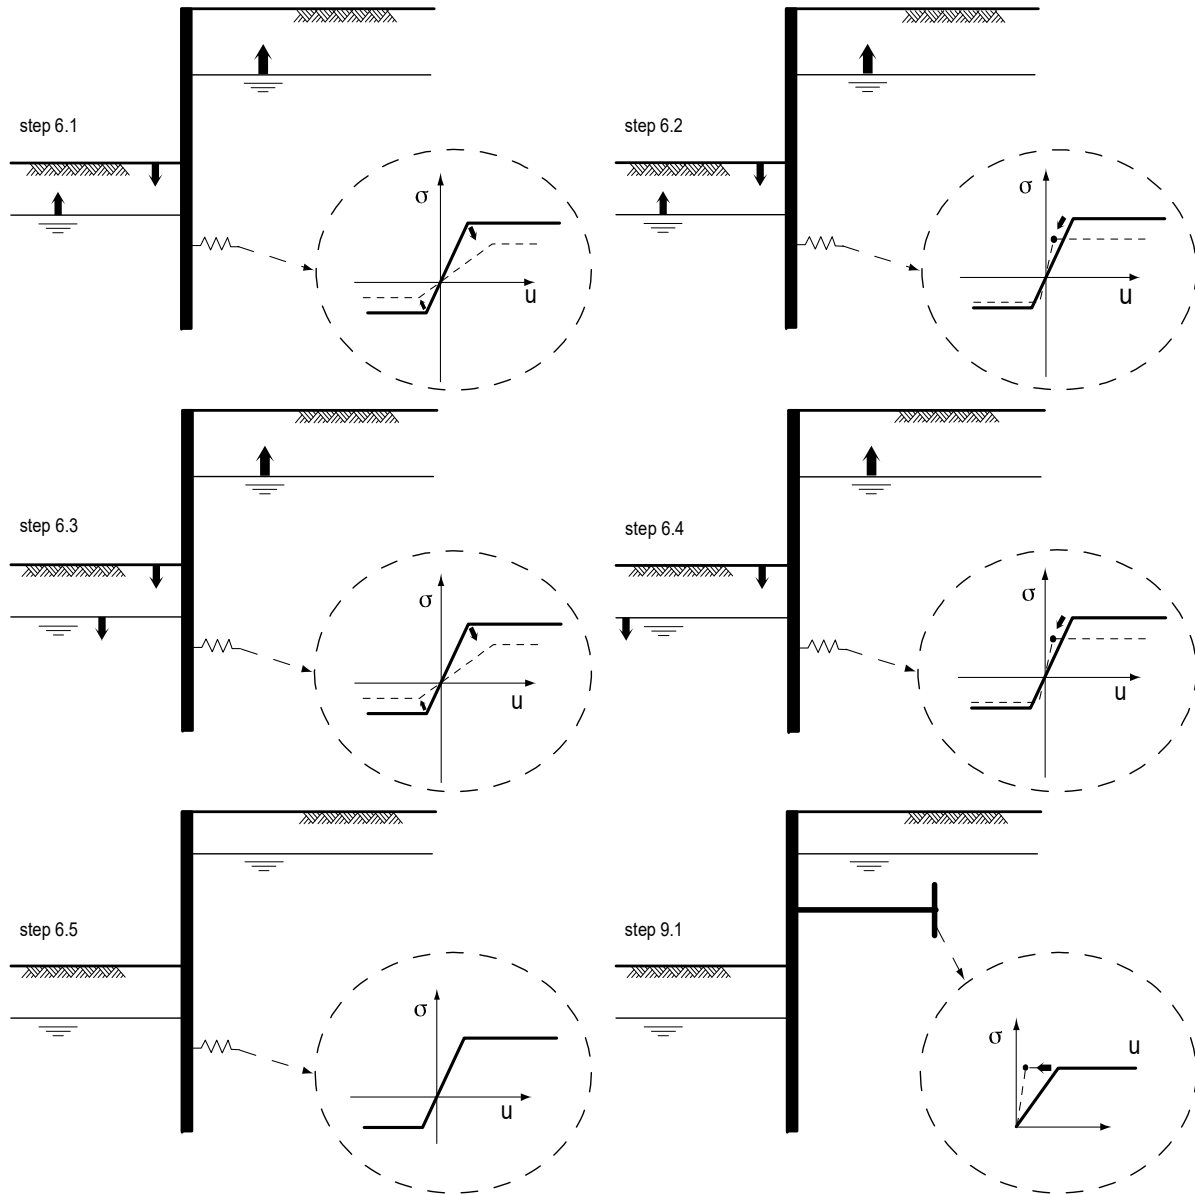 step 6.1
σ
u
step 6.2
σ
u
step 6.3
σ
u
step 6.4
σ
u
step 6.5
σ
u
step 9.1
σ
u